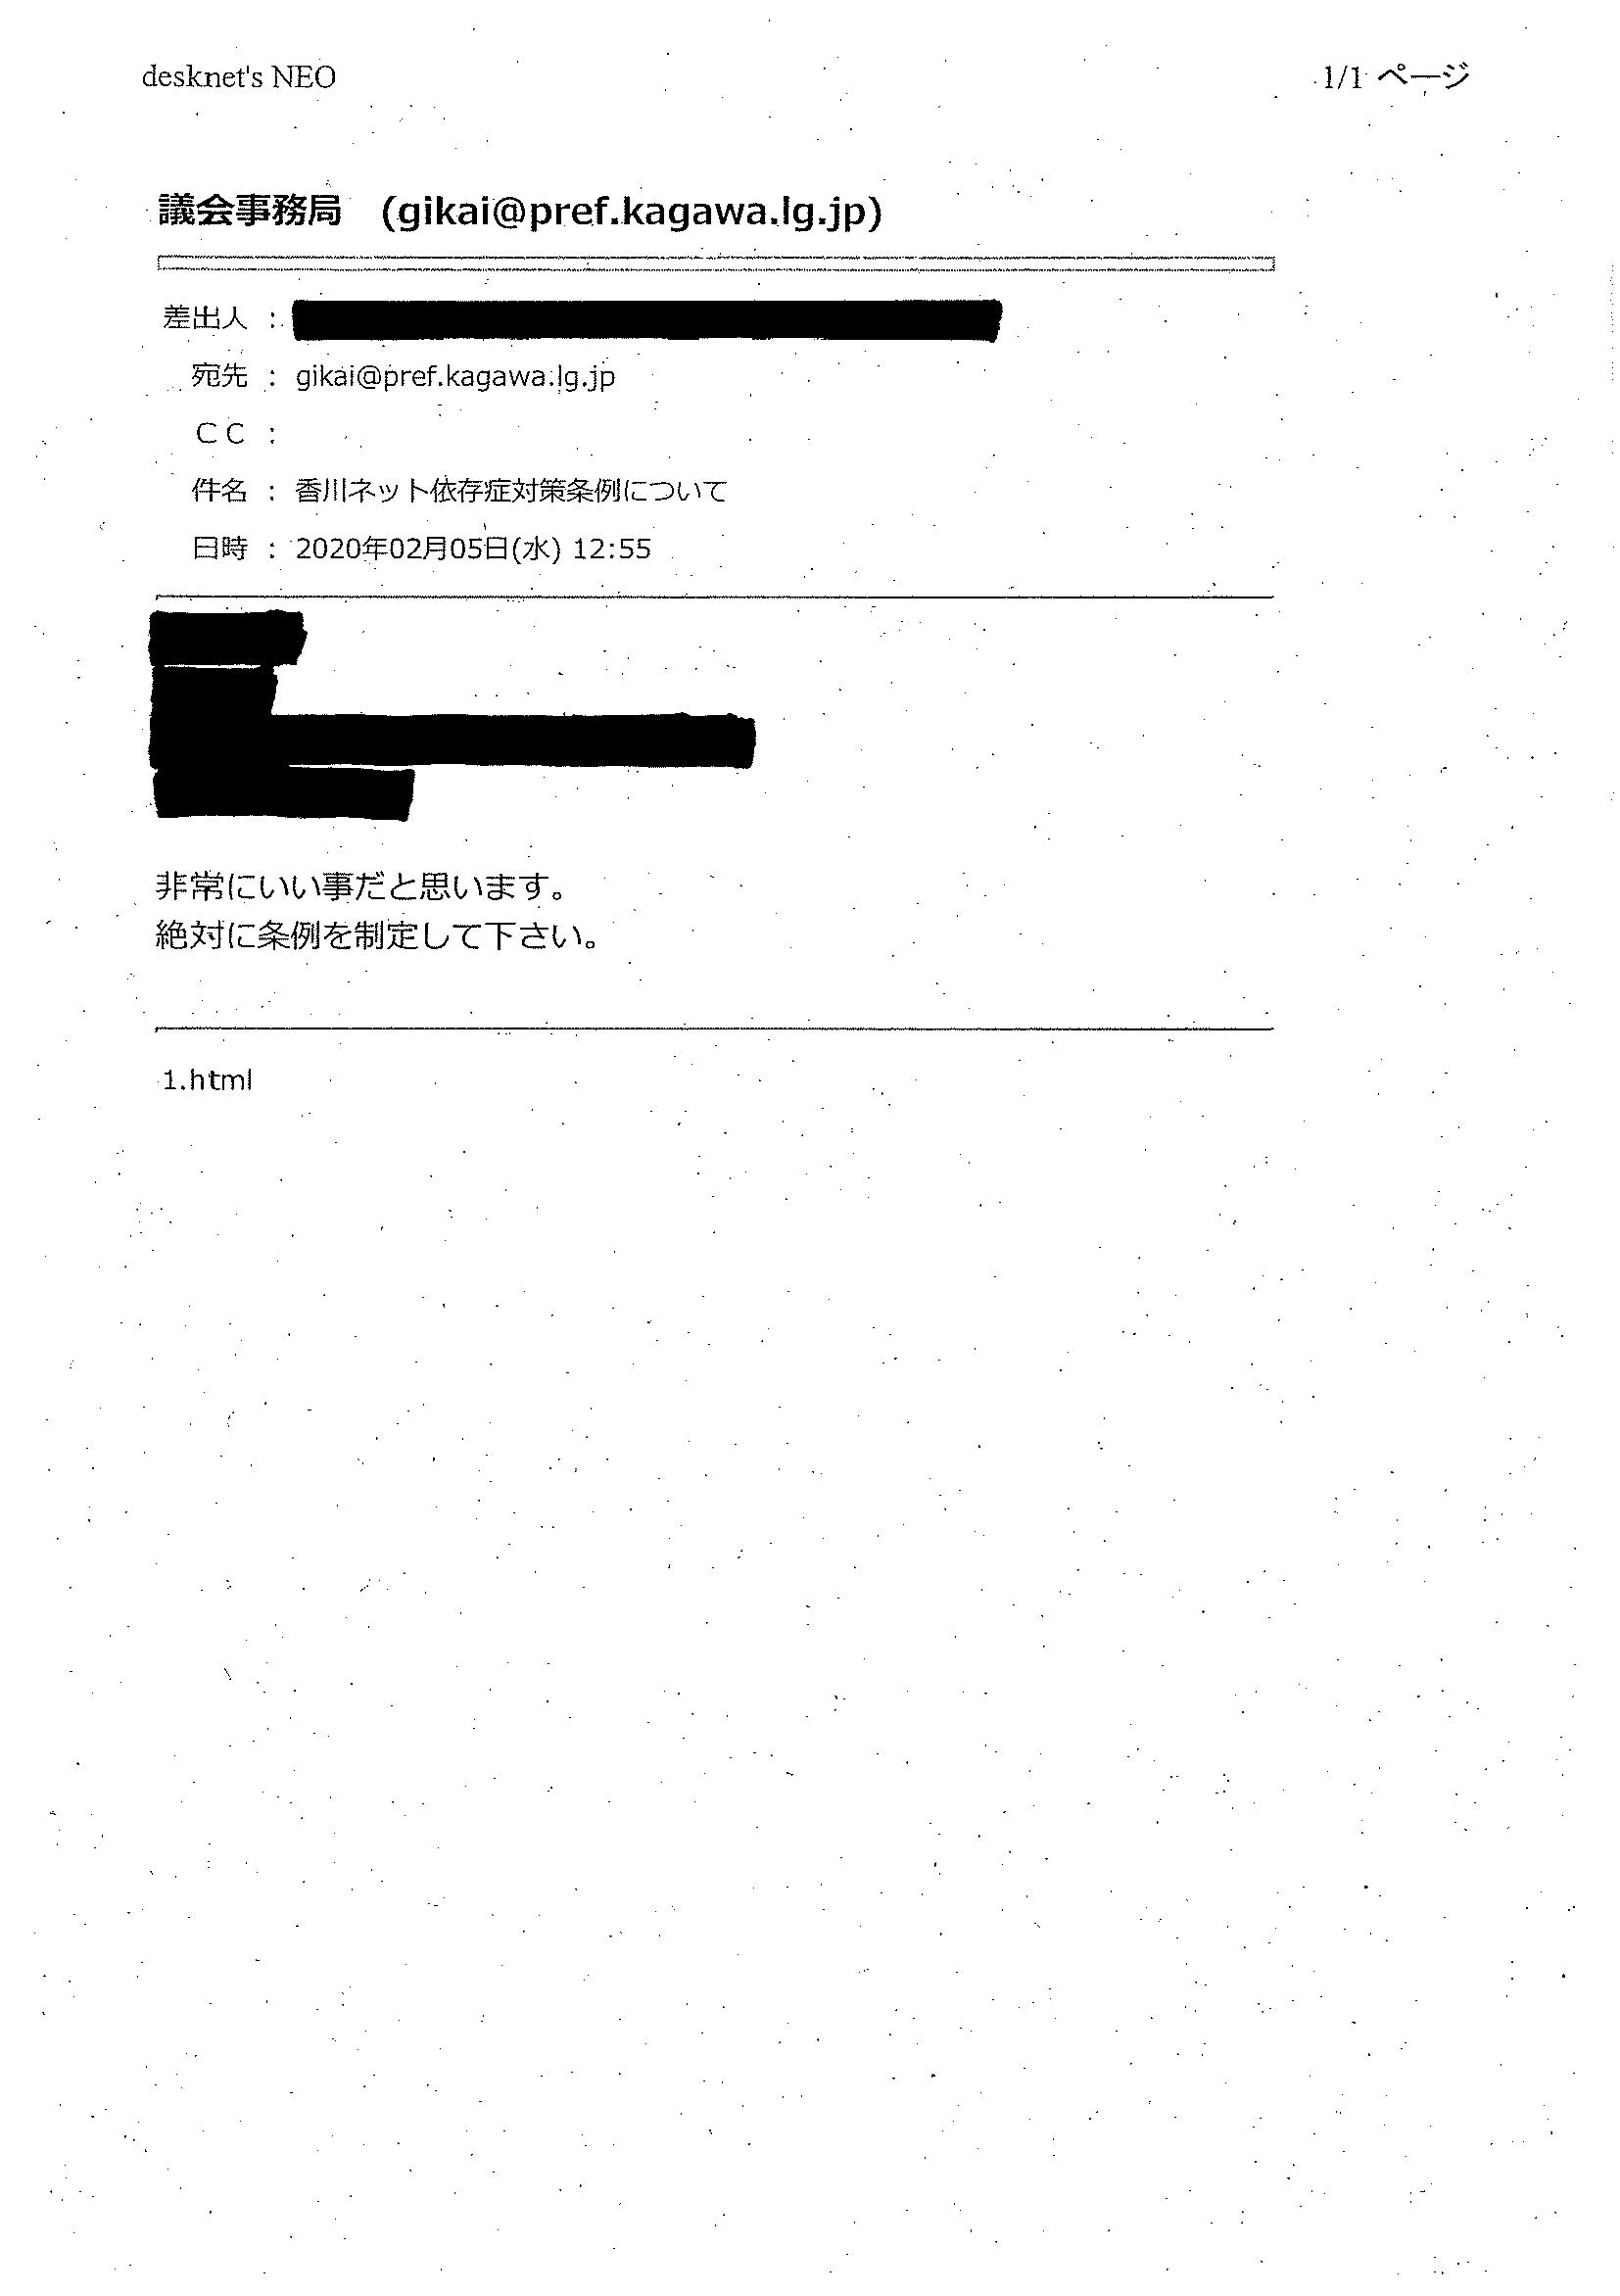 desknet's NEO
1/1 ページ
議会事務局 (gikai@pref.kagawa.lg.jp)
差出人 :
宛先 : gikai@pref.kagawa.lg.jp
ＣＣ :
件名 : 香川ネット依存症対策条例について
日時 : 2020年02月05日(水) 12:55
非常にいい事だと思います。
絶対に条例を制定して下さい。
1.html